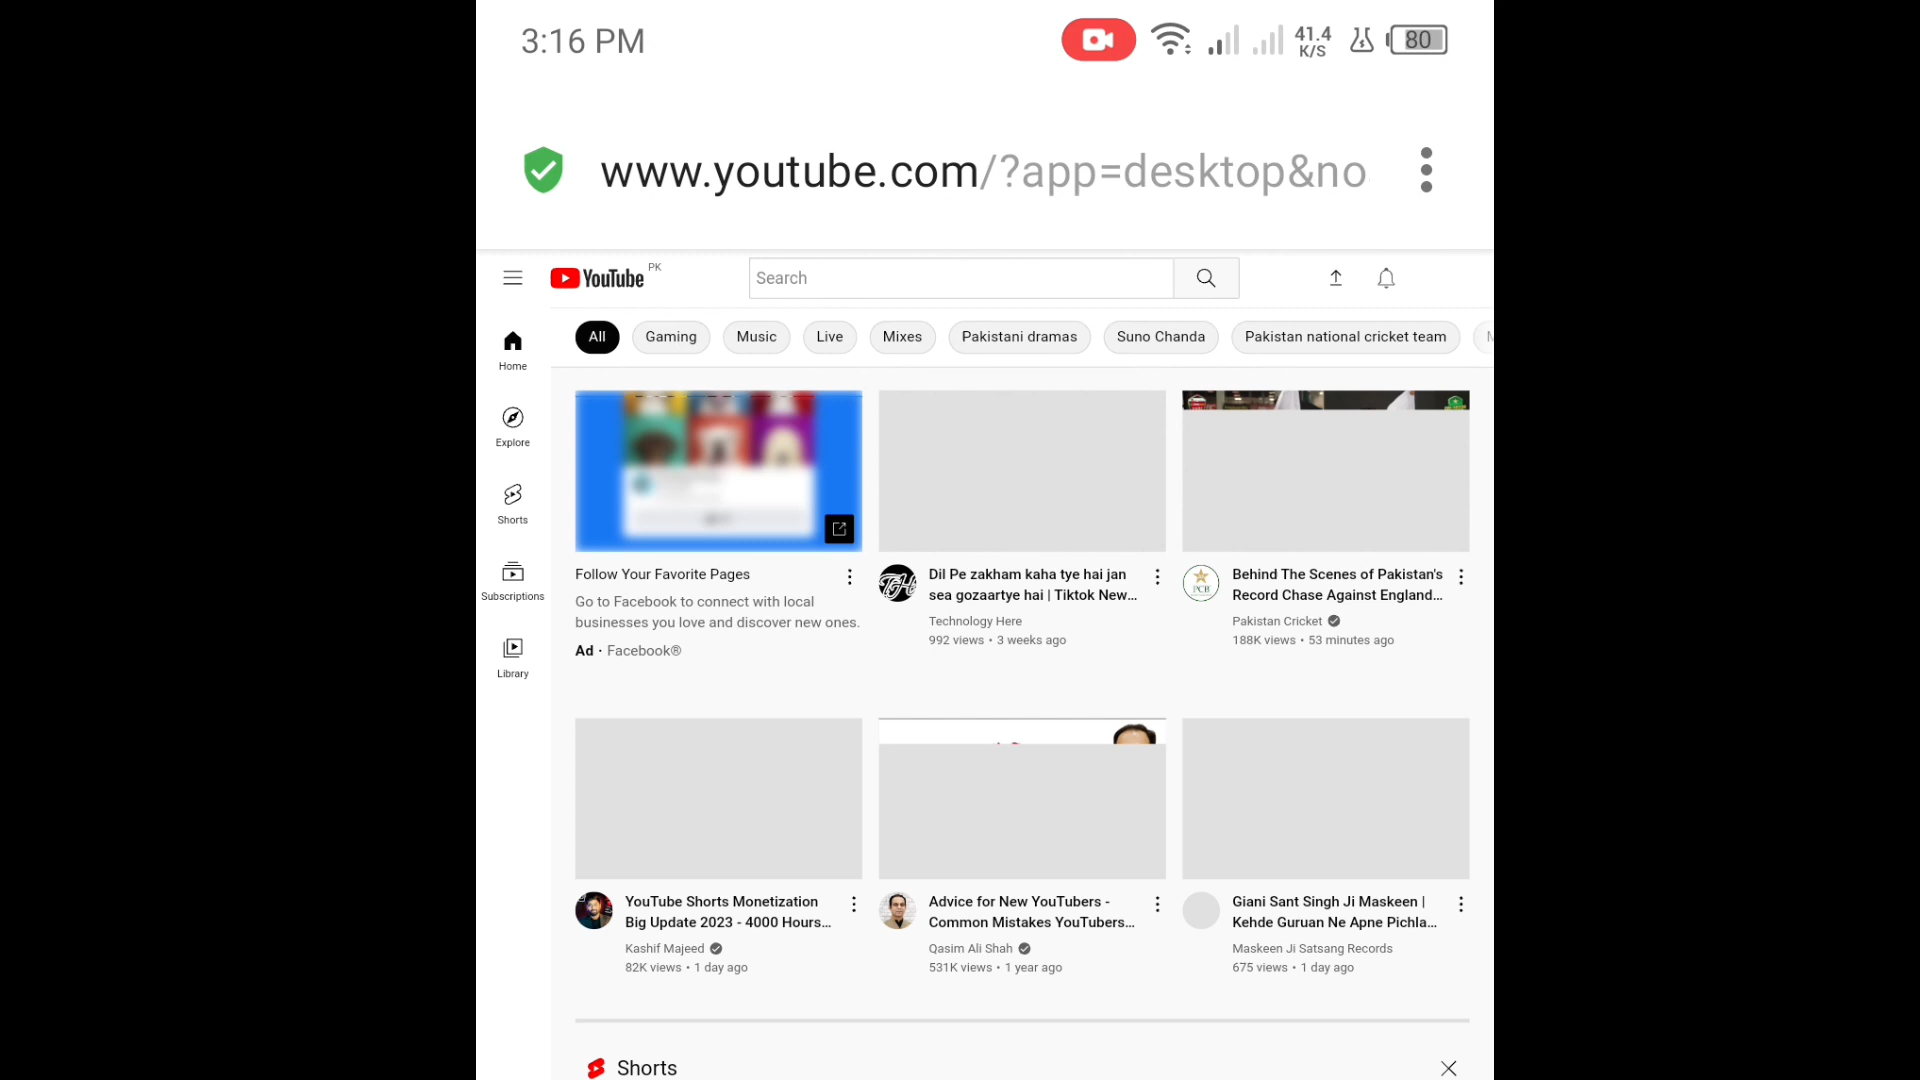 3:16 PM
41.4
K/S
80
www.youtube.com/?app=desktop&no
YouTube PK
Search
All
Gaming
Music
Live
Mixes
Pakistani dramas
Suno Chanda
Pakistan national cricket team
Home
Explore
Shorts
Subscriptions
Library
Follow Your Favorite Pages
Go to Facebook to connect with local
businesses you love and discover new ones.
Ad · Facebook®
Dil Pe zakham kaha tye hai jan
sea gozaartye hai | Tiktok New...
Technology Here
992 views • 3 weeks ago
PCB
Behind The Scenes of Pakistan's
Record Chase Against England...
Pakistan Cricket
188K views • 53 minutes ago
YouTube Shorts Monetization
Big Update 2023 - 4000 Hours...
Kashif Majeed
82K views • 1 day ago
Advice for New YouTubers -
Common Mistakes YouTubers...
Qasim Ali Shah
531K views • 1 year ago
Giani Sant Singh Ji Maskeen |
Kehde Guruan Ne Apne Pichla...
Maskeen Ji Satsang Records
675 views • 1 day ago
Shorts